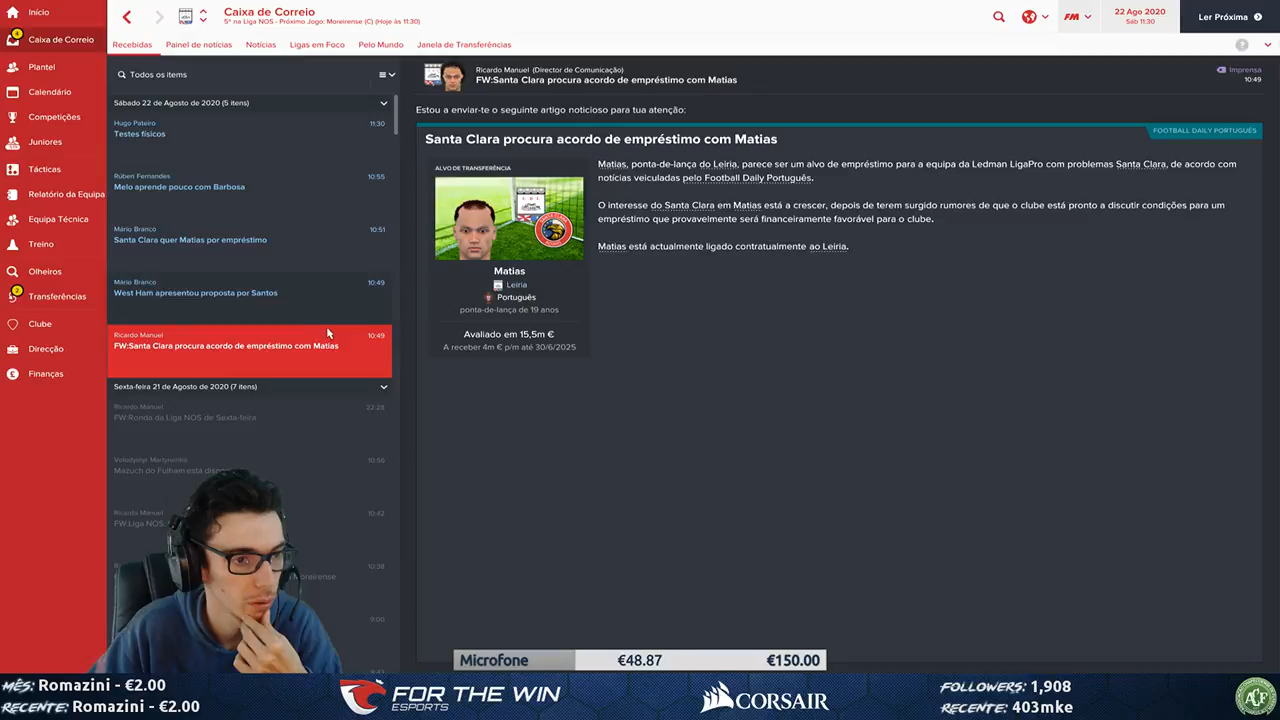 Início
Caixa de Correio
5º na Liga NOS - Próximo Jogo: Moreirense (C) (Hoje às 11:30)
FM
22 Ago 2020
Sáb 11:30
Ler Próxima
4
Caixa de Correio
Recebidas
Painel de notícias
Notícias
Ligas em Foco
Pelo Mundo
Janela de Transferências
Plantel
Calendário
Competições
Juniores
Tácticas
Relatório da Equipa
Equipa Técnica
Treino
Olheiros
2
Transferências
Clube
Direcção
Finanças
Todos os items
Sábado 22 de Agosto de 2020 (5 itens)
Hugo Pateiro
11:30
Testes físicos
Rúben Fernandes
10:55
Melo aprende pouco com Barbosa
Mário Branco
10:51
Santa Clara quer Matias por empréstimo
Mário Branco
10:49
West Ham apresentou proposta por Santos
Ricardo Manuel
10:49
FW:Santa Clara procura acordo de empréstimo com Matias
Sexta-feira 21 de Agosto de 2020 (7 itens)
Ricardo Manuel
22:28
FW:Ronda da Liga NOS de Sexta-feira
Volodymyr Martynenko
10:56
Mazuch do Fulham está
Ricardo Manuel
10:42
FW:Liga NOS
10:38
Moreirense
9:00
Ricardo Manuel (Director de Comunicação)
FW:Santa Clara procura acordo de empréstimo com Matias
Imprensa
10:49
Estou a enviar-te o seguinte artigo noticioso para tua atenção:
FOOTBALL DAILY PORTUGUÊS
Santa Clara procura acordo de empréstimo com Matias
ALVO DE TRANSFERÊNCIA
Matias
Leiria
Português
ponta-de-lança de 19 anos
Avaliado em 15,5m €
A receber 4m € p/m até 30/6/2025
Matias, ponta-de-lança do Leiria, parece ser um alvo de empréstimo para a equipa da Ledman LigaPro com problemas Santa Clara, de acordo com
notícias veiculadas pelo Football Daily Português.
O interesse do Santa Clara em Matias está a crescer, depois de terem surgido rumores de que o clube está pronto a discutir condições para um
empréstimo que provavelmente será financeiramente favorável para o clube.
Matias está actualmente ligado contratualmente ao Leiria.
Microfone
€48.87
€150.00
MÊS: Romazini - €2.00
RECENTE: Romazini - €2.00
FOR THE WIN
ESPORTS
CORSAIR
FOLLOWERS: 1,908
RECENTE: 403mke